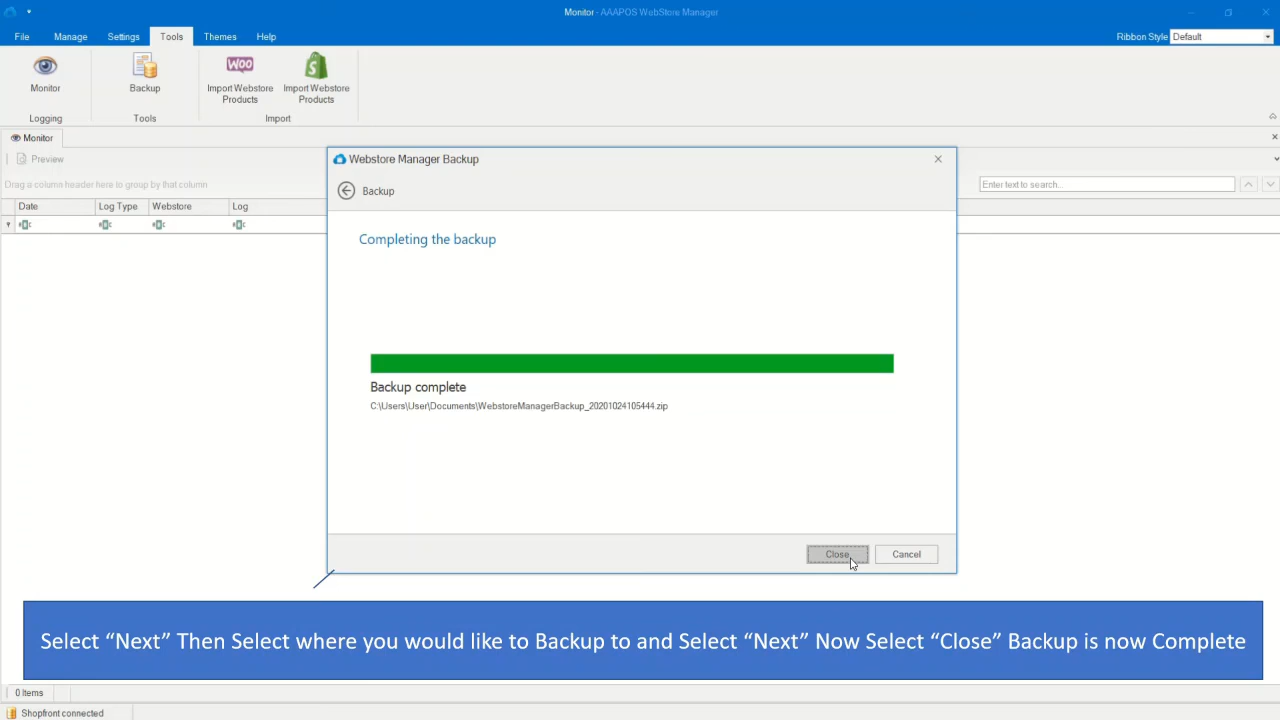 Monitor - AAAPOS WebStore Manager
File Manage Settings Tools Themes Help
Ribbon Style Default
Monitor
Backup
Import Webstore Products
Import Webstore Products
Logging
Tools
Import
Monitor
Preview
Drag a column header here to group by that column
Enter text to search...
Date Log Type Webstore Log
Webstore Manager Backup
Backup
Completing the backup
Backup complete
C:\Users\User\Documents\WebstoreManagerBackup_20201024105444.zip
Close Cancel
Select “Next” Then Select where you would like to Backup to and Select “Next” Now Select “Close” Backup is now Complete
0 Items
Shopfront connected